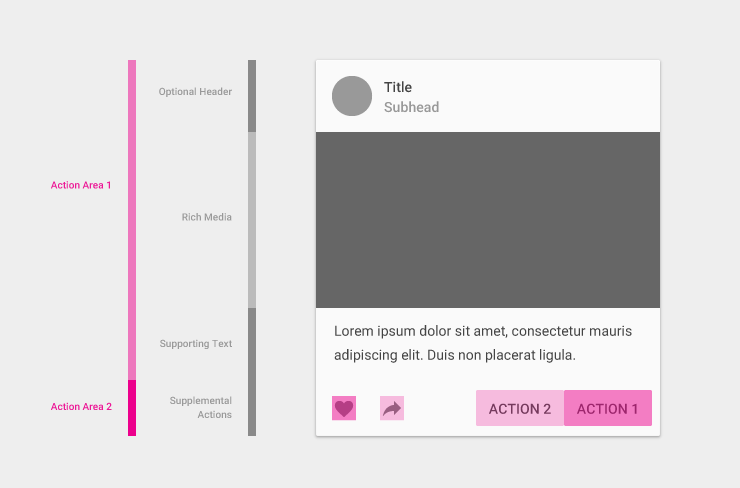 Optional Header
Action Area 1
Rich Media
Supporting Text
Action Area 2
Supplemental
Actions
Title
Subhead
Lorem ipsum dolor sit amet, consectetur mauris
adipiscing elit. Duis non placerat ligula.
ACTION 2
ACTION 1